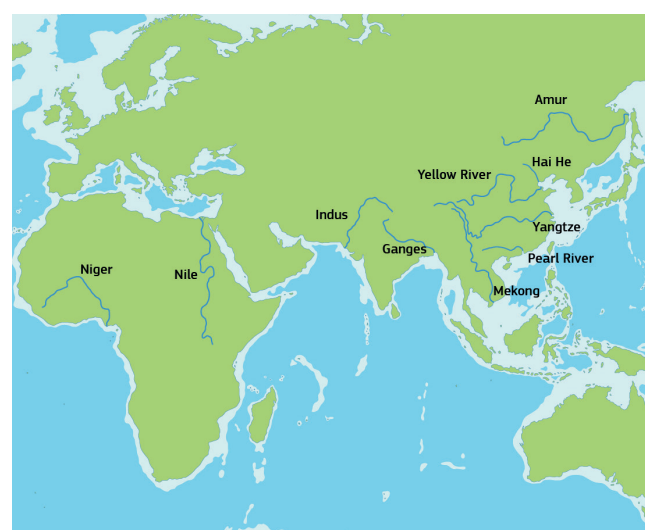 Amur
Hai He
Yellow River
Indus
Yangtze
Ganges
Pearl River
Niger
Nile
Mekong